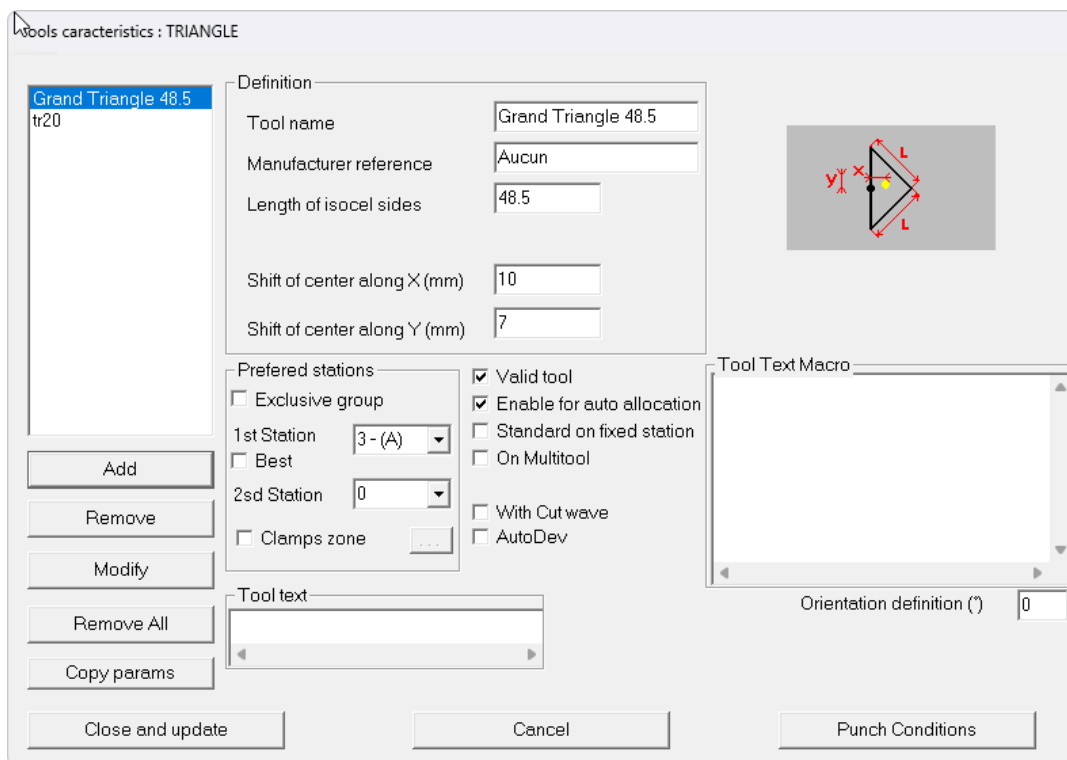 Tools caracteristics : TRIANGLE
Grand Triangle 48.5
tr20
Add
Remove
Modify
Remove All
Copy params
Definition
Tool name
Grand Triangle 48.5
Manufacturer reference
Aucun
Length of isocel sides
48.5
Shift of center along X (mm)
10
Shift of center along Y (mm)
7
L
X
y
L
Prefered stations
Exclusive group
1st Station
3 - (A)
Best
2sd Station
0
Clamps zone
...
Valid tool
Enable for auto allocation
Standard on fixed station
On Multitool
With Cut wave
AutoDev
Tool Text Macro
Orientation definition (°)
0
Tool text
Close and update
Cancel
Punch Conditions